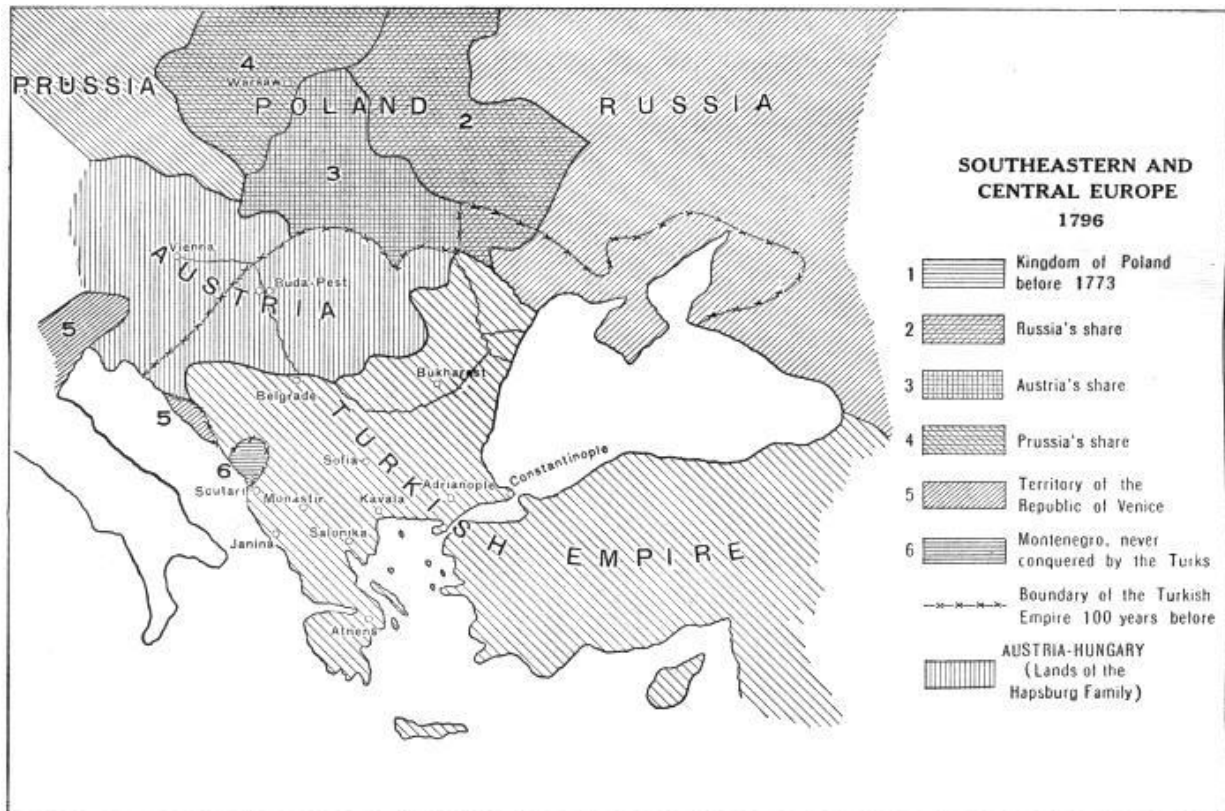 PRUSSIA
4
Warsaw
POLAND
2
3
RUSSIA
Vienna
AUSTRIA
Buda-Pest
5
5
6
Belgrade
Bukharest
TURKISH EMPIRE
Sofia
Scutari
Monastir
Kavala
Adrianople
Constantinople
Janina
Salonika
Athens
SOUTHEASTERN AND
CENTRAL EUROPE
1796
1 Kingdom of Poland
before 1773
2 Russia's share
3 Austria's share
4 Prussia's share
5 Territory of the
Republic of Venice
6 Montenegro, never
conquered by the Turks
Boundary of the Turkish
Empire 100 years before
AUSTRIA-HUNGARY
(Lands of the
Hapsburg Family)